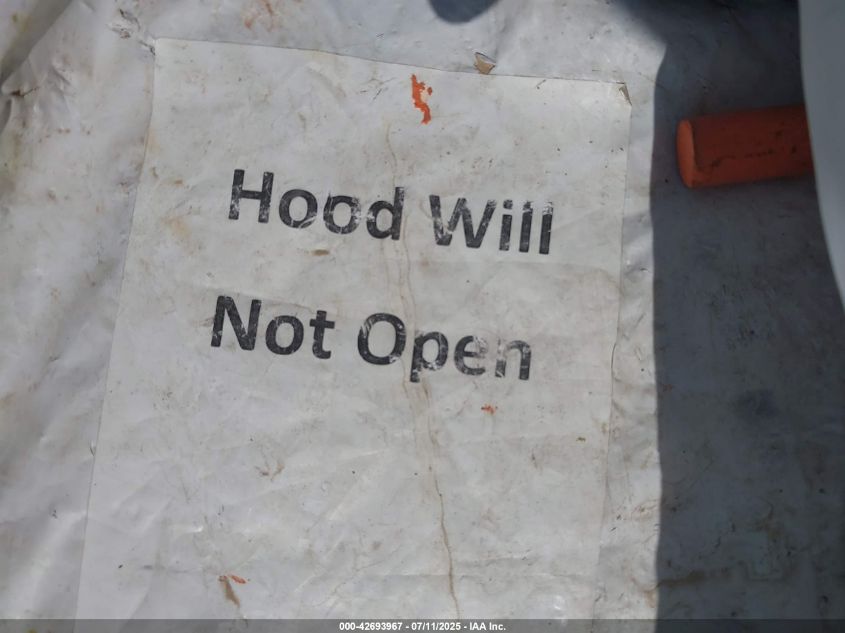 Hood Will
Not Open
000-42693967 - 07/11/2025 - IAA Inc.